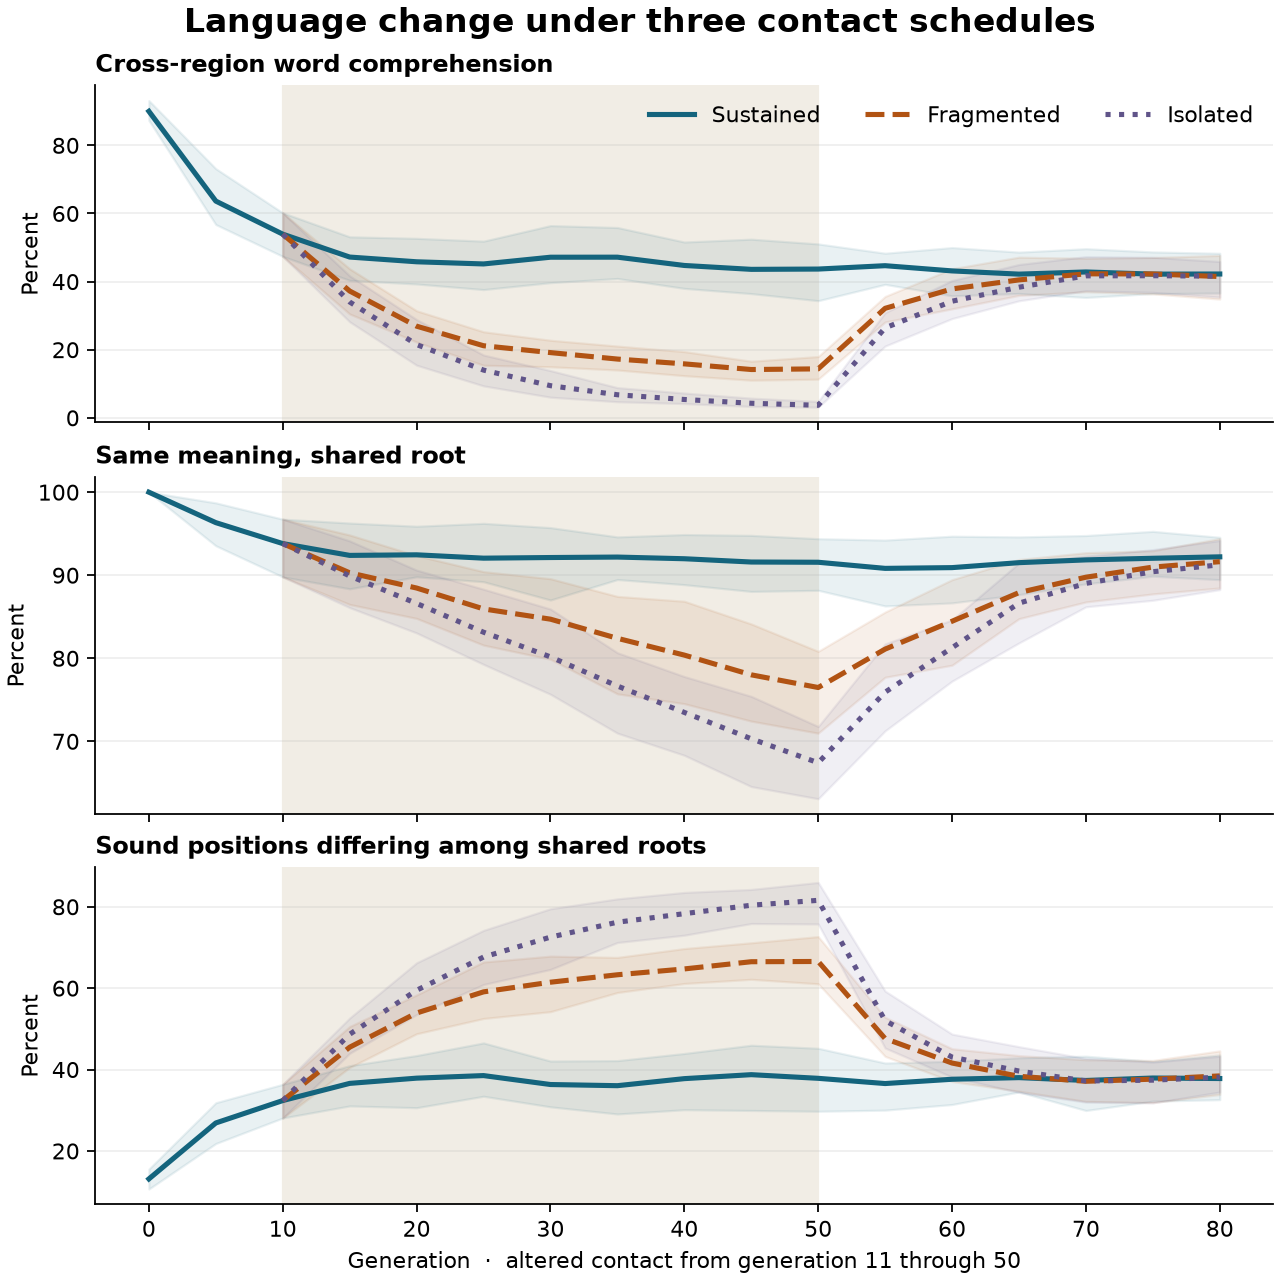 Language change under three contact schedules
Cross-region word comprehension
Sustained Fragmented Isolated
80
60
40
20
0
Percent
Same meaning, shared root
100
90
80
70
Percent
Sound positions differing among shared roots
80
60
40
20
Percent
0 10 20 30 40 50 60 70 80
Generation · altered contact from generation 11 through 50